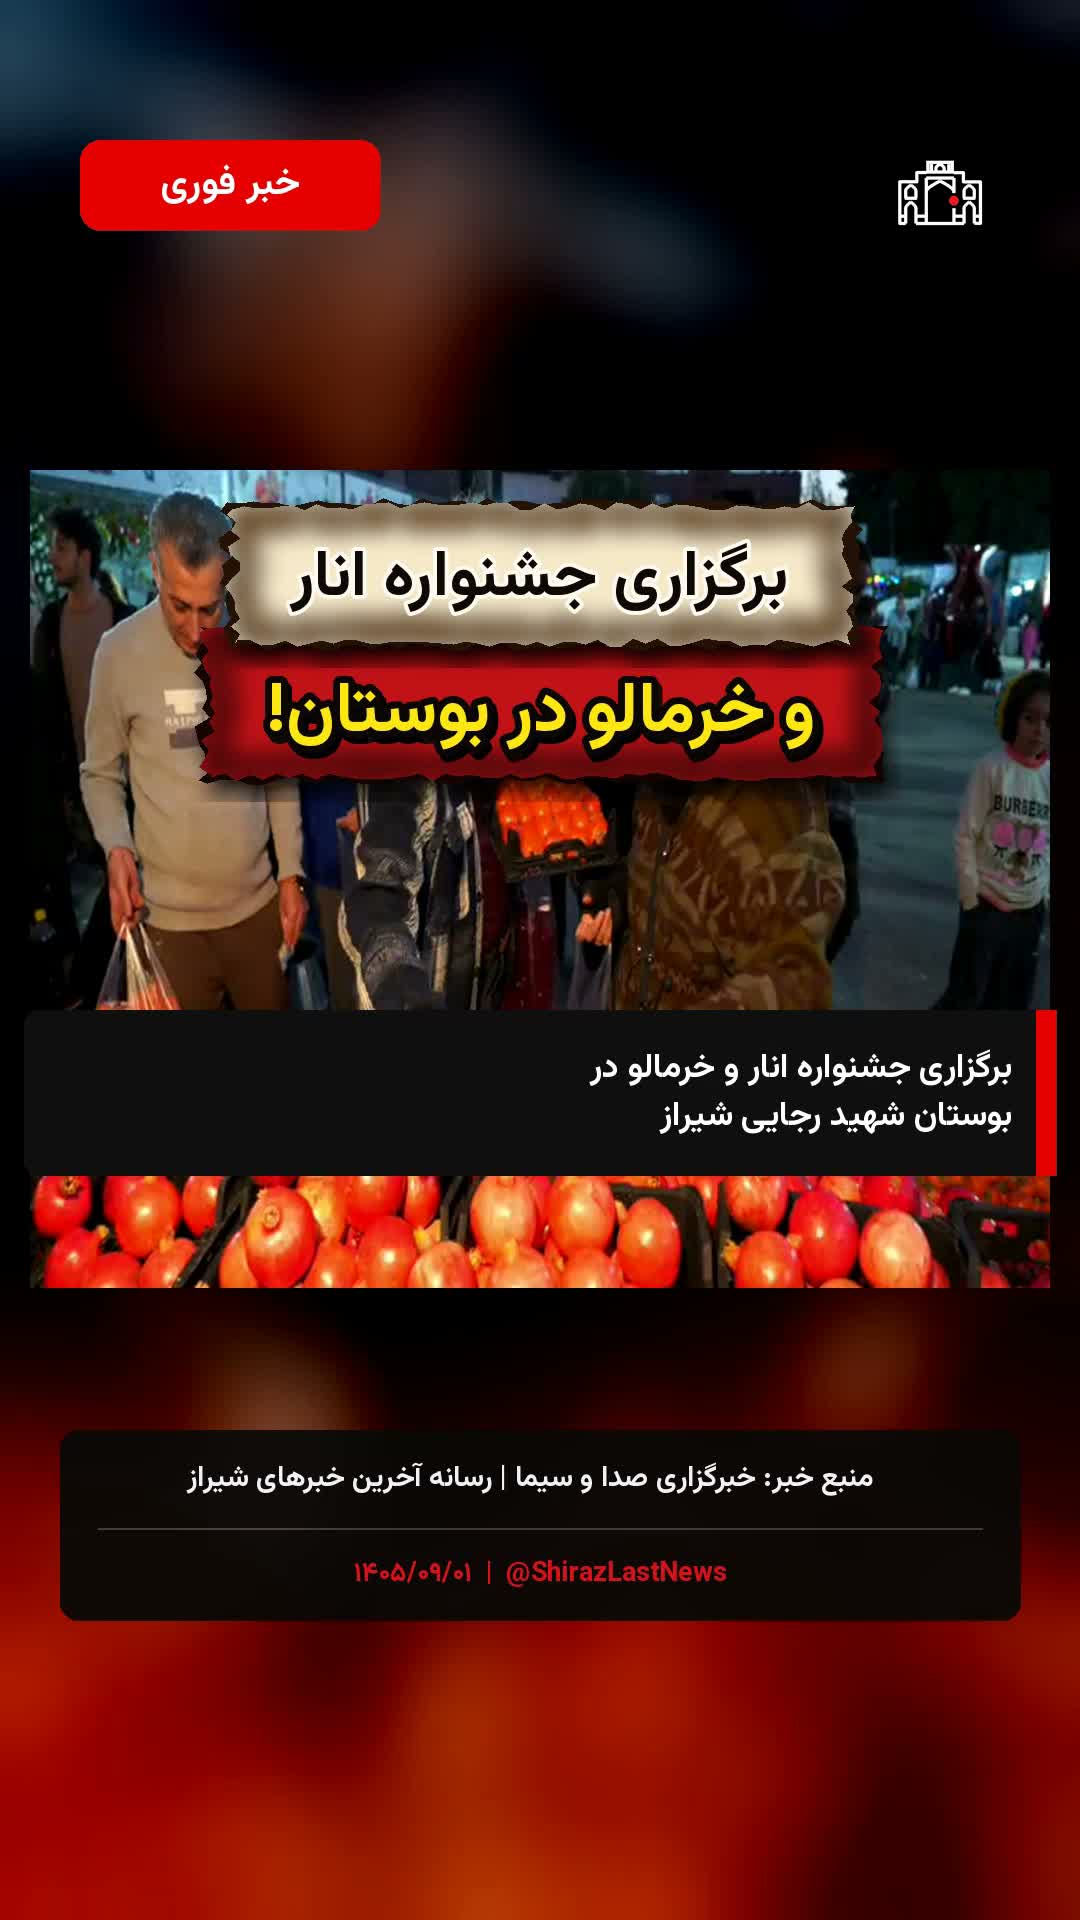 خبر فوری
برگزاری جشنواره انار
و خرمالو در بوستان!
BURBERR
برگزاری جشنواره انار و خرمالو در
بوستان شهید رجایی شیراز
منبع خبر: خبرگزاری صدا و سیما | رسانه آخرین خبرهای شیراز
۱۴۰۵/۰۹/۰۱ | @ShirazLastNews